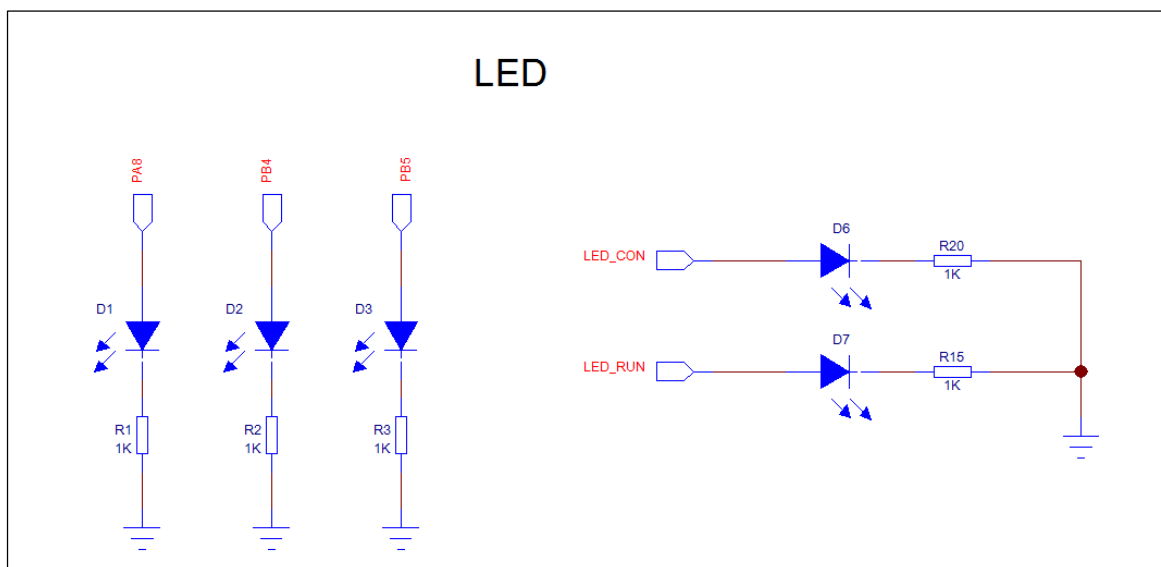 LED
PA8
PB4
PB5
D1
D2
D3
R1
1K
R2
1K
R3
1K
LED_CON
D6
R20
1K
LED_RUN
D7
R15
1K